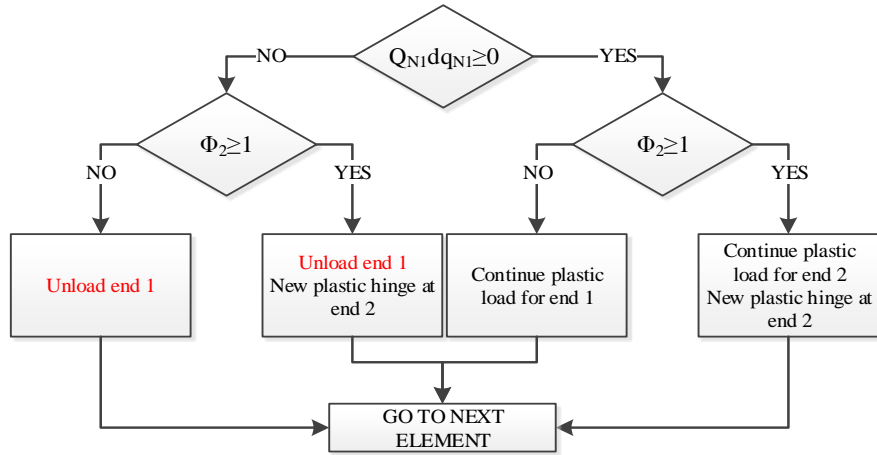 Q_N1dq_N1≥0
NO
YES
Φ₂≥1
Φ₂≥1
NO
YES
NO
YES
Unload end 1
Unload end 1
New plastic hinge at
end 2
Continue plastic
load for end 1
Continue plastic
load for end 2
New plastic hinge at
end 2
GO TO NEXT
ELEMENT